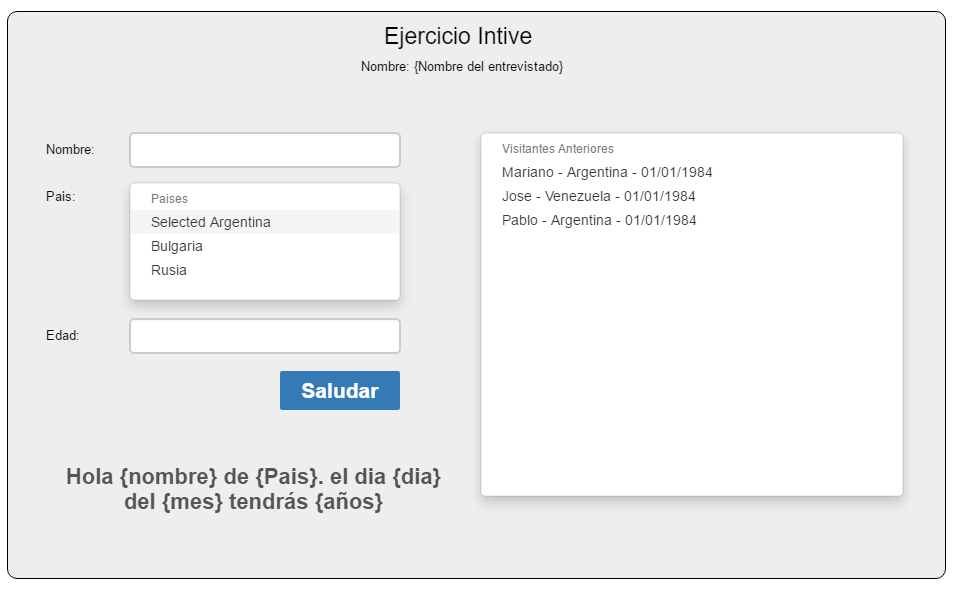 Ejercicio Intive
Nombre: {Nombre del entrevistado}
Nombre:
Pais:
Paises
Selected Argentina
Bulgaria
Rusia
Edad:
Saludar
Hola {nombre} de {Pais}. el dia {dia}
del {mes} tendrás {años}
Visitantes Anteriores
Mariano - Argentina - 01/01/1984
Jose - Venezuela - 01/01/1984
Pablo - Argentina - 01/01/1984